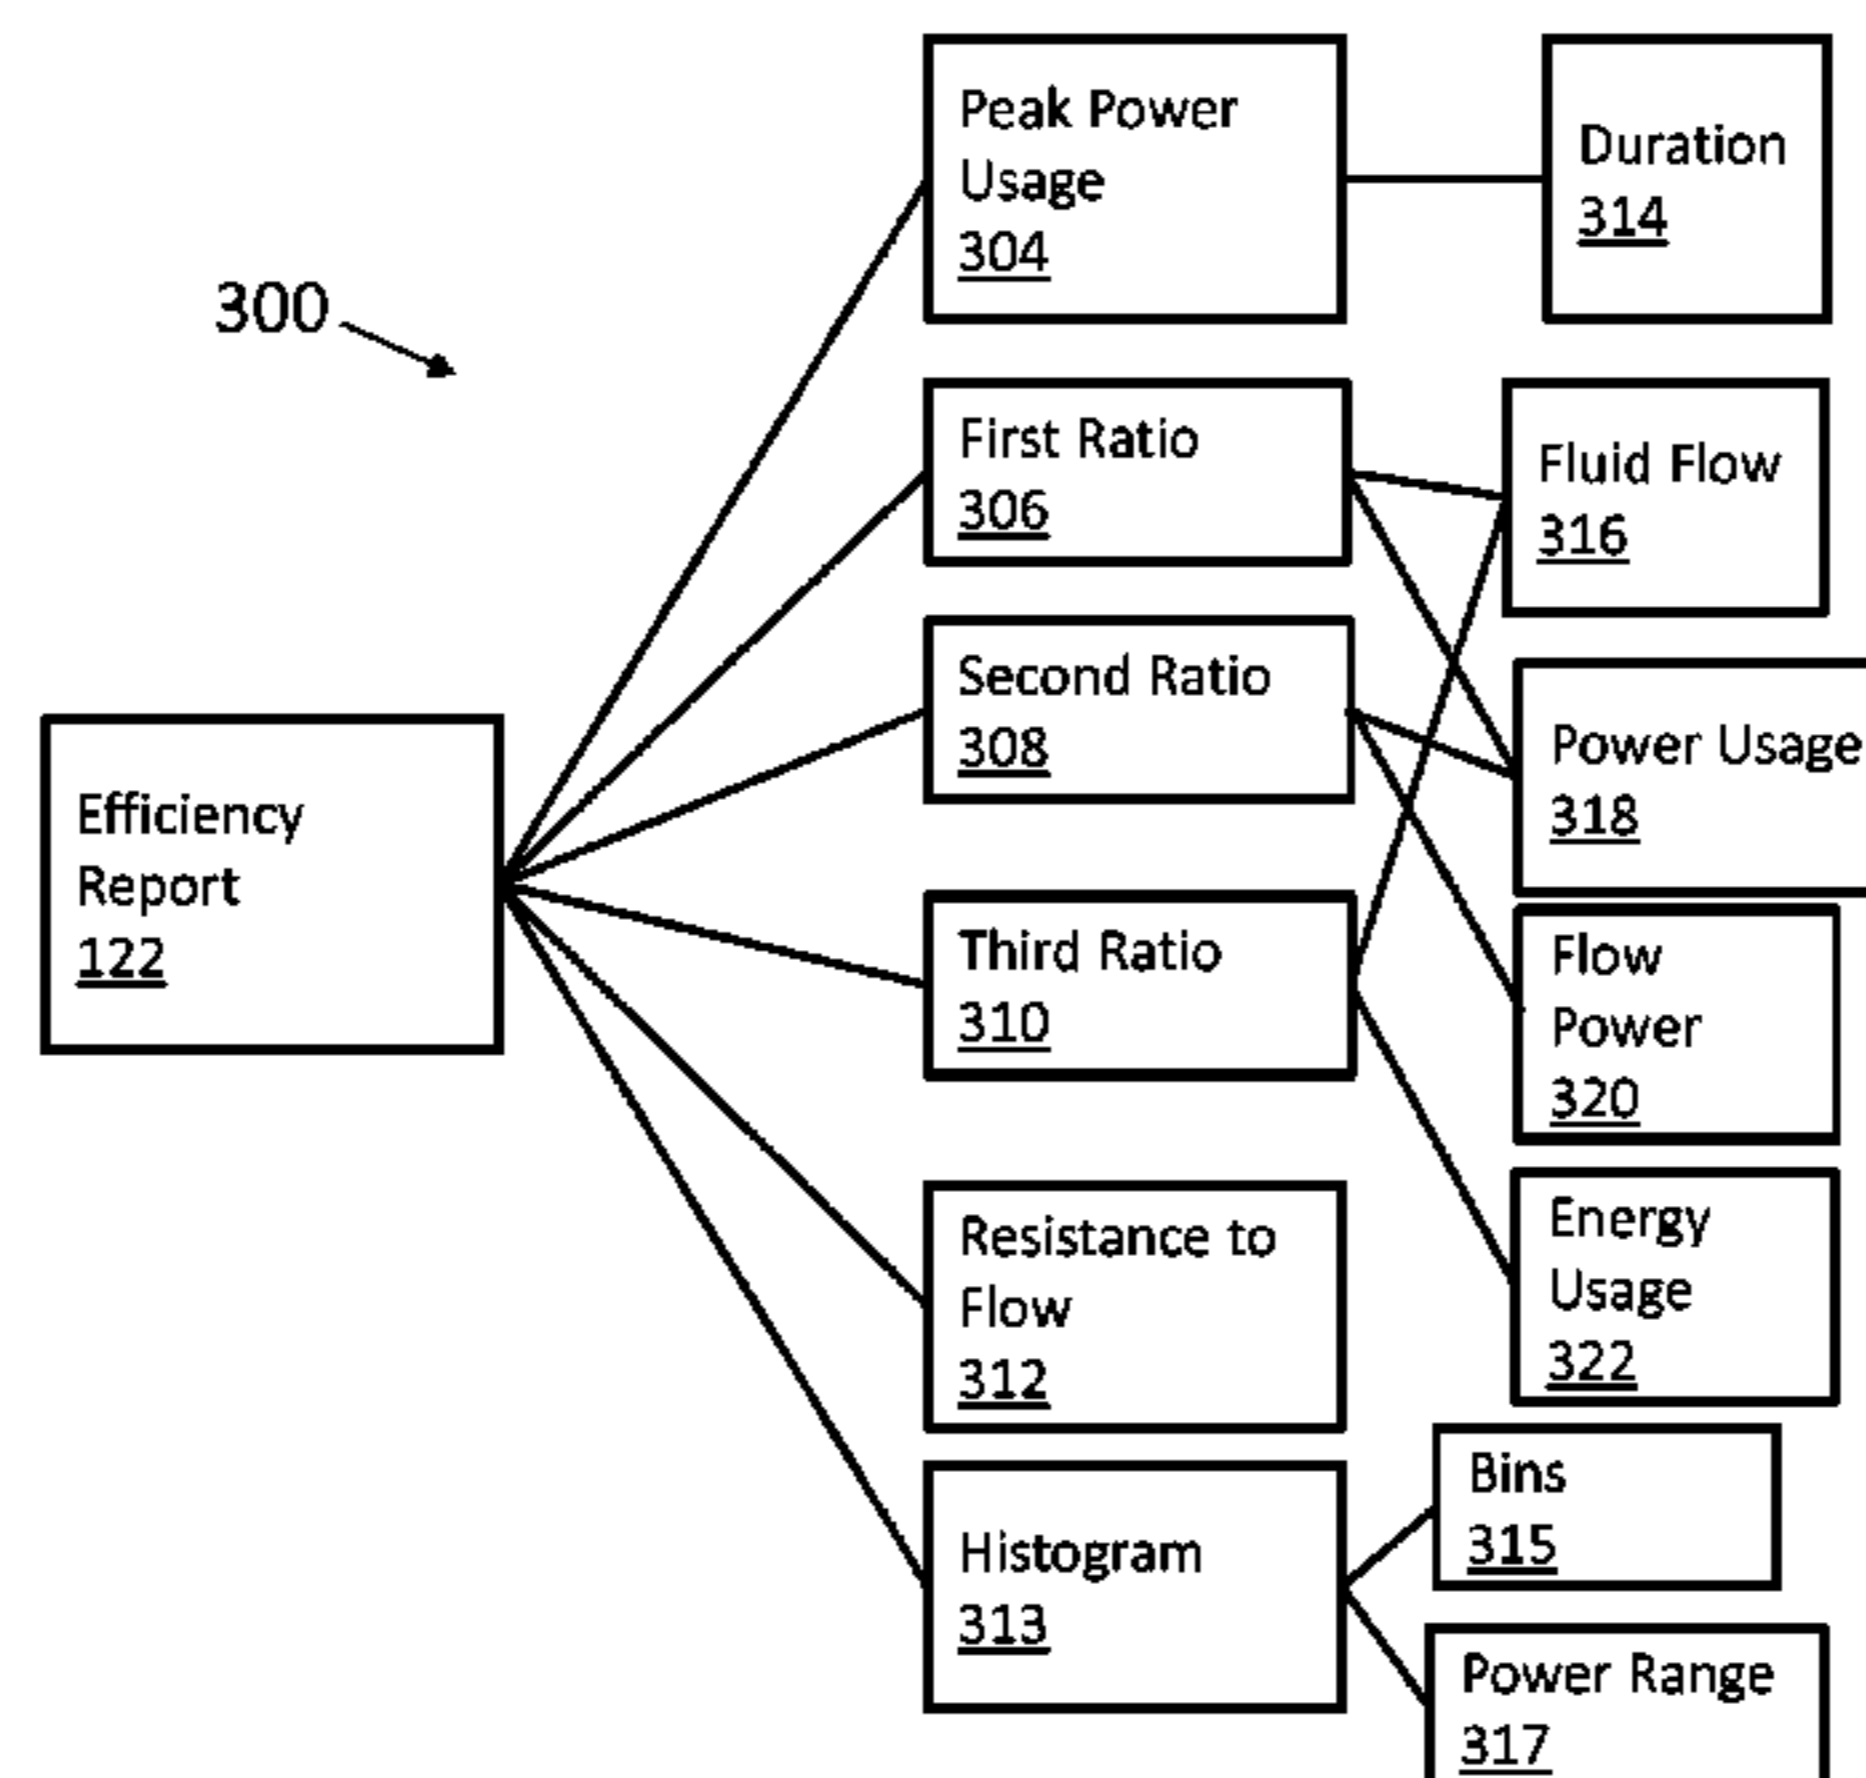 300
Efficiency
Report
122
Peak Power
Usage
304
First Ratio
306
Second Ratio
308
Third Ratio
310
Resistance to
Flow
312
Histogram
313
Duration
314
Fluid Flow
316
Power Usage
318
Flow
Power
320
Energy
Usage
322
Bins
315
Power Range
317